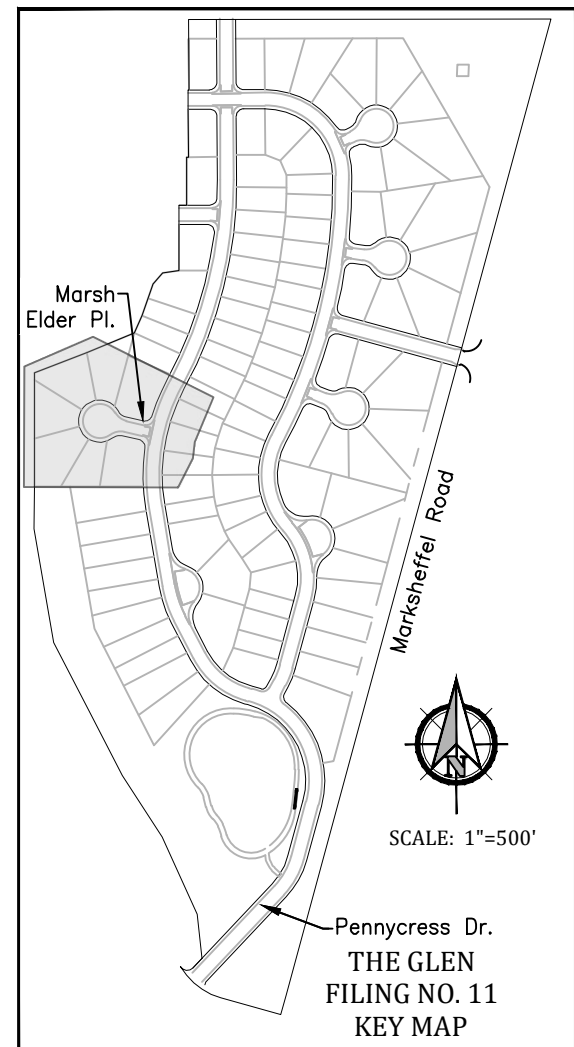 Marsh
Elder Pl.
Marksheffel Road
N
SCALE: 1"=500'
Pennycress Dr.
THE GLEN
FILING NO. 11
KEY MAP